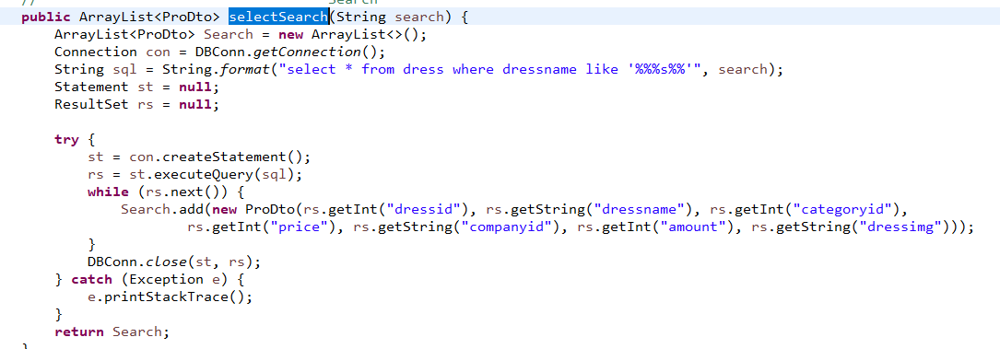 //              Search
public ArrayList<ProDto> selectSearch(String search) {
    ArrayList<ProDto> Search = new ArrayList<>();
    Connection con = DBConn.getConnection();
    String sql = String.format("select * from dress where dressname like '%%%s%%'", search);
    Statement st = null;
    ResultSet rs = null;

    try {
        st = con.createStatement();
        rs = st.executeQuery(sql);
        while (rs.next()) {
            Search.add(new ProDto(rs.getInt("dressid"), rs.getString("dressname"), rs.getInt("categoryid"),
                    rs.getInt("price"), rs.getString("companyid"), rs.getInt("amount"), rs.getString("dressimg")));
        }
        DBConn.close(st, rs);
    } catch (Exception e) {
        e.printStackTrace();
    }
    return Search;
}